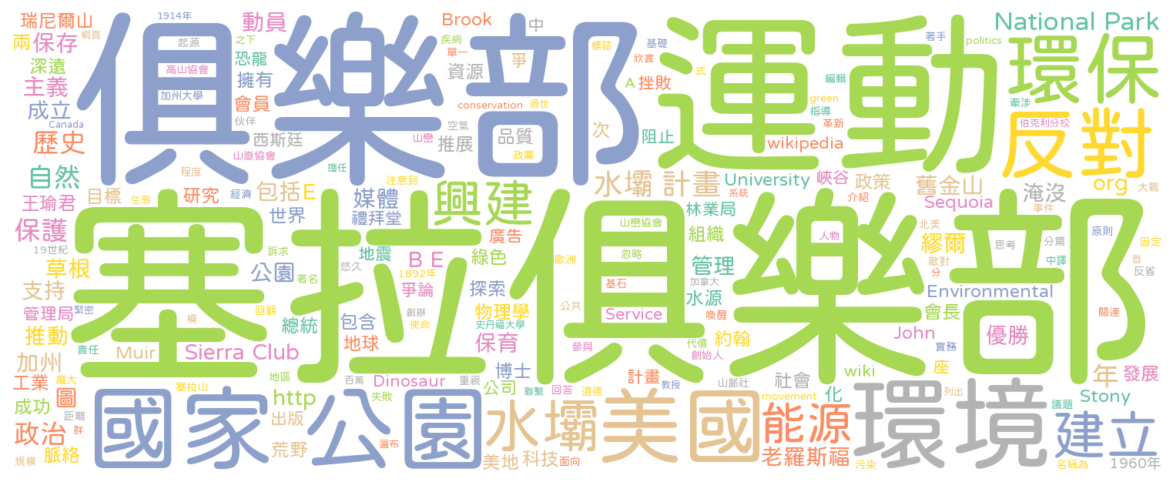 瑞尼爾山
1914年
動員
Brook
中
National Park
兩
網頁
保存
起源
之下
疾病
單一
爭
標誌
基礎
著手
politics
深遠
高山協會
恐龍
資源
欣賞
環保
主義
加州大學
擁有
式
A
挫敗
編輯
牽涉
成立
Canada
會員
conservation
過世
green
指導
俱樂部
運動
反對
伯克利分校
歷史
伙伴
西斯廷
山巒
空氣
推展
品質
次
阻止
革新
wikipedia
山嶽協會
政黨
自然
程度
擔任
水壩
計畫
University
峽谷
政策
舊金山
淹沒
org
大戰
目標
研究
經濟
包括
E
注意到
媒體
系統
介紹
Sequoia
王瑜君
生態
世界
禮拜堂
興建
林業局
北美
事件
保護
19世紀
訴求
地震
綠色
廣告
山巒協會
組織
人物
繆爾
思考
分篇
原則
草根
公園
悠久
B E
歐洲
忽略
管理
敵對
中譯
固定
支持
著名
1892年
爭論
探索
基石
加拿大
分
首
反省
塞拉俱樂部
管理局
緊密
回顧
創辦
物理學
公共
水源
Environmental
推動
總統
包含
使命
史丹福大學
Service
喚醒
會長
關連
責任
模
地球
保育
參與
代價
約翰
John
優勝
實務
加州
Muir
Sierra Club
創始人
wiki
座
年
發展
工業
廣大
塞拉山
地區
百萬
Dinosaur
重視
博士
計畫
教授
山脈社
社會
圖
http
失敗
公司
聯繫
回答
道德
movement
化
列出
議題
Stony
成功
距離
出版
國家公園
水壩
美國
能源
環境
建立
政治
群
荒野
脈絡
規模
遍布
美地
科技
面向
老羅斯福
污染
名稱為
1960年